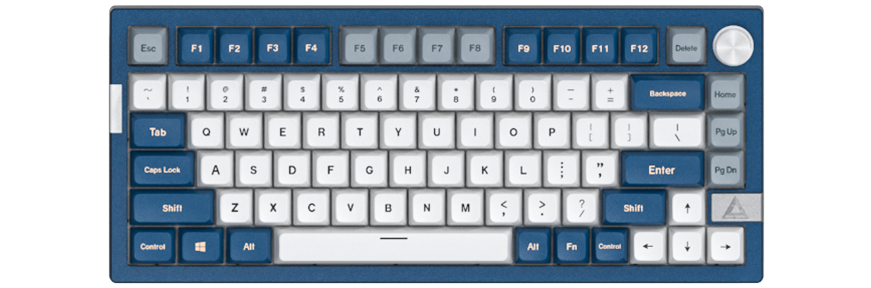 Esc F1 F2 F3 F4 F5 F6 F7 F8 F9 F10 F11 F12 Delete
~ ! @ # $ % ^ & * ( ) — +
` 1 2 3 4 5 6 7 8 9 0 - = Backspace Home
Tab Q W E R T Y U I O P { } | Pg Up
[ ] \
Caps Lock A S D F G H J K L : " Enter Pg Dn
; '
Shift Z X C V B N M < > ? Shift ↑
, . /
Control Alt Alt Fn Control ← ↓ →